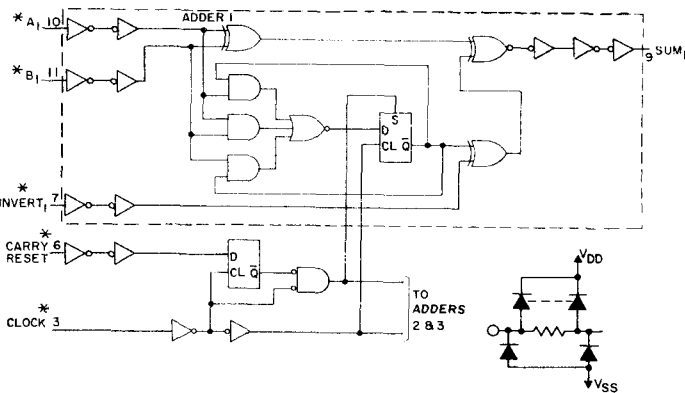 ADDER 1
* A1 10
* B1 11
9 SUM1
S
D
CL Q̅
* INVERT1 7
* CARRY 6
RESET
D
CL Q̅
* CLOCK 3
TO
ADDERS
2 & 3
VDD
VSS